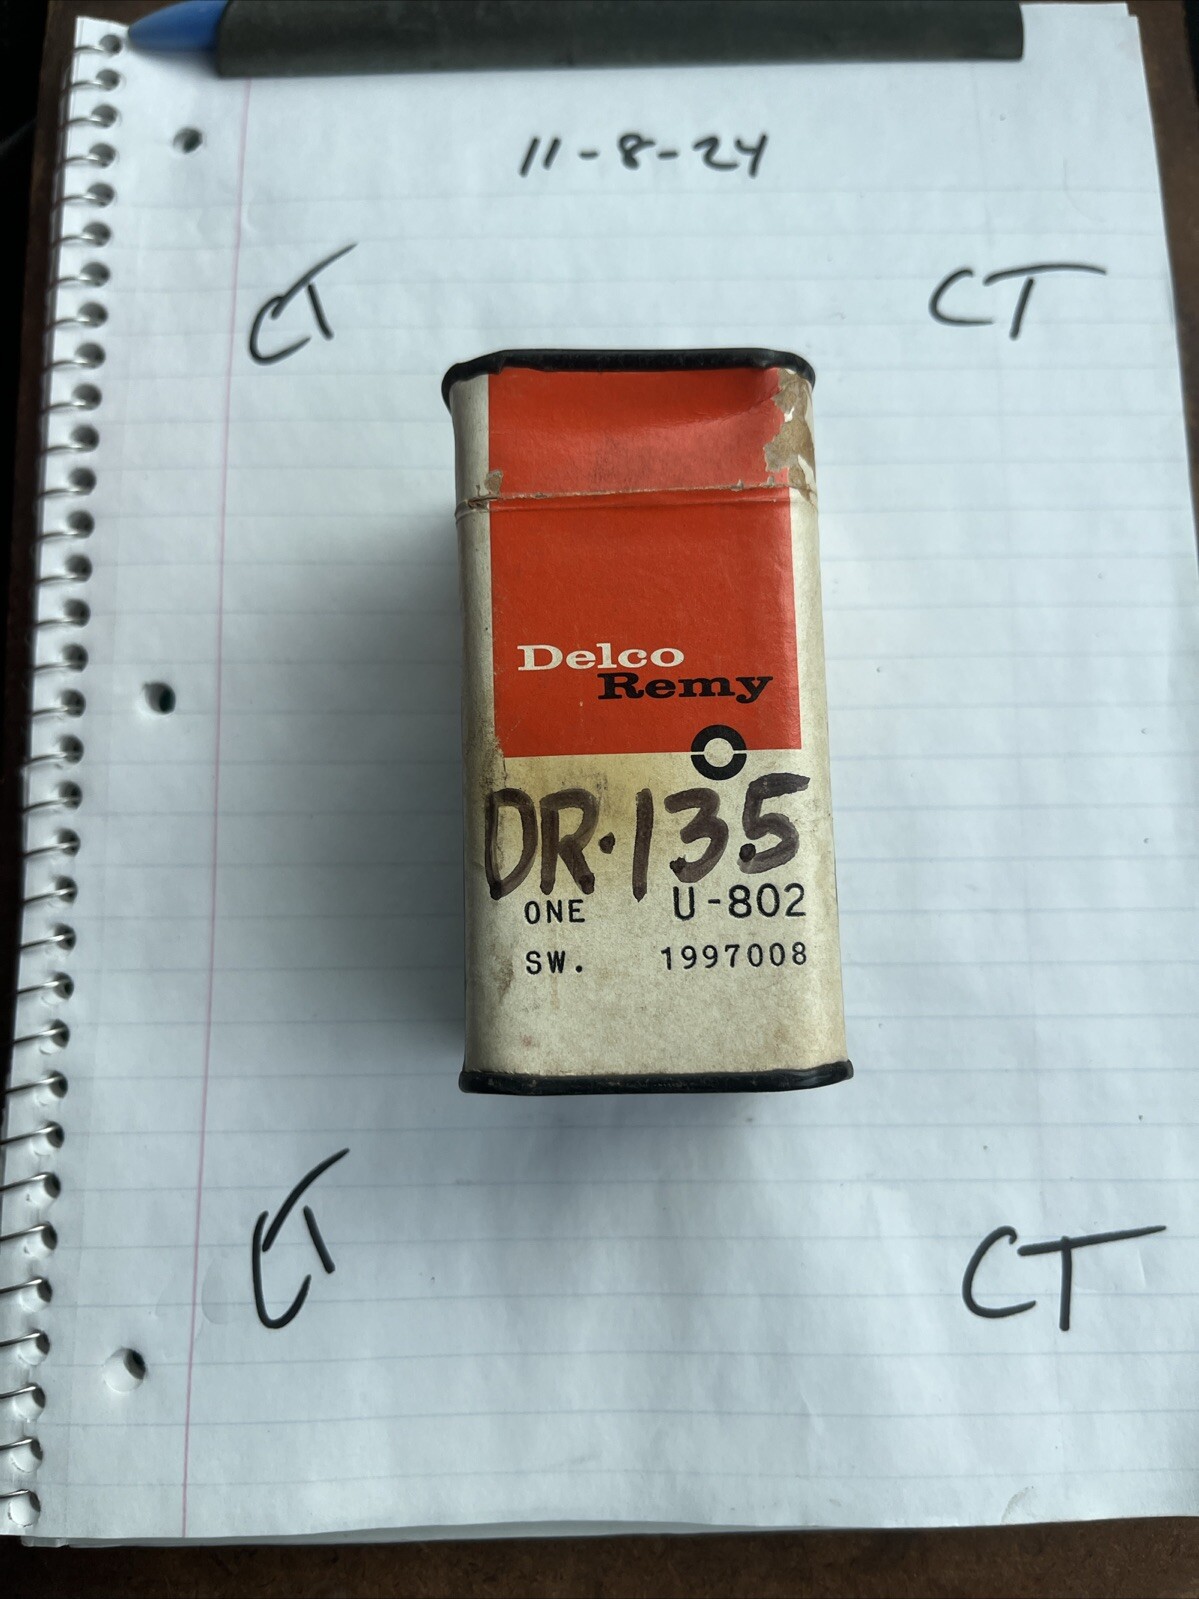 11-8-24
CT
CT
Delco
Remy
DR·135
ONE U-802
SW. 1997008
CT
CT